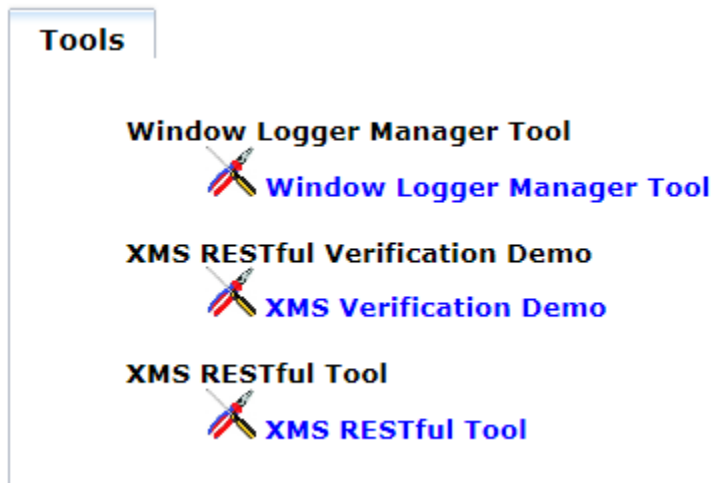 Tools
Window Logger Manager Tool
Window Logger Manager Tool
XMS RESTful Verification Demo
XMS Verification Demo
XMS RESTful Tool
XMS RESTful Tool